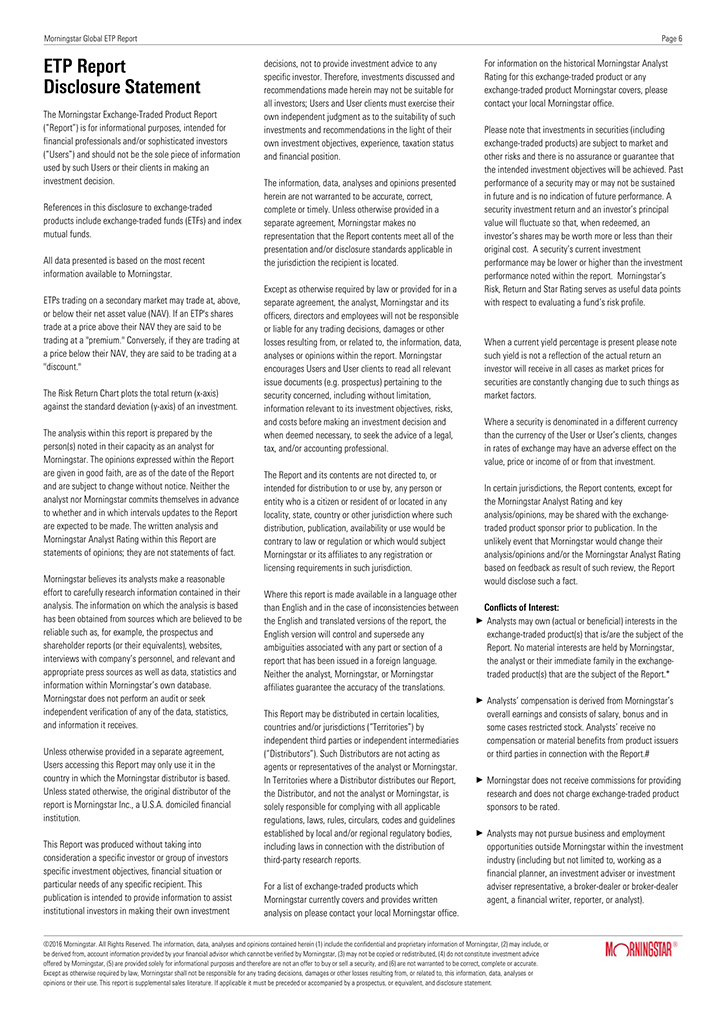 Morningstar Global ETP Report
Page 6
ETP Report
Disclosure Statement
The Morningstar Exchange-Traded Product Report
(“Report”) is for informational purposes, intended for
financial professionals and/or sophisticated investors
(“Users”) and should not be the sole piece of information
used by such Users or their clients in making an
investment decision.
References in this disclosure to exchange-traded
products include exchange-traded funds (ETFs) and index
mutual funds.
All data presented is based on the most recent
information available to Morningstar.
ETPs trading on a secondary market may trade at, above,
or below their net asset value (NAV). If an ETP's shares
trade at a price above their NAV they are said to be
trading at a "premium." Conversely, if they are trading at
a price below their NAV, they are said to be trading at a
"discount."
The Risk Return Chart plots the total return (x-axis)
against the standard deviation (y-axis) of an investment.
The analysis within this report is prepared by the
person(s) noted in their capacity as an analyst for
Morningstar. The opinions expressed within the Report
are given in good faith, are as of the date of the Report
and are subject to change without notice. Neither the
analyst nor Morningstar commits themselves in advance
to whether and in which intervals updates to the Report
are expected to be made. The written analysis and
Morningstar Analyst Rating within this Report are
statements of opinions; they are not statements of fact.
Morningstar believes its analysts make a reasonable
effort to carefully research information contained in their
analysis. The information on which the analysis is based
has been obtained from sources which are believed to be
reliable such as, for example, the prospectus and
shareholder reports (or their equivalents), websites,
interviews with company's personnel, and relevant and
appropriate press sources as well as data, statistics and
information within Morningstar's own database.
Morningstar does not perform an audit or seek
independent verification of any of the data, statistics,
and information it receives.
Unless otherwise provided in a separate agreement,
Users accessing this Report may only use it in the
country in which the Morningstar distributor is based.
Unless stated otherwise, the original distributor of the
report is Morningstar Inc., a U.S.A. domiciled financial
institution.
This Report was produced without taking into
consideration a specific investor or group of investors
specific investment objectives, financial situation or
particular needs of any specific recipient. This
publication is intended to provide information to assist
institutional investors in making their own investment
decisions, not to provide investment advice to any
specific investor. Therefore, investments discussed and
recommendations made herein may not be suitable for
all investors; Users and User clients must exercise their
own independent judgment as to the suitability of such
investments and recommendations in the light of their
own investment objectives, experience, taxation status
and financial position.
The information, data, analyses and opinions presented
herein are not warranted to be accurate, correct,
complete or timely. Unless otherwise provided in a
separate agreement, Morningstar makes no
representation that the Report contents meet all of the
presentation and/or disclosure standards applicable in
the jurisdiction the recipient is located.
Except as otherwise required by law or provided for in a
separate agreement, the analyst, Morningstar and its
officers, directors and employees will not be responsible
or liable for any trading decisions, damages or other
losses resulting from, or related to, the information, data,
analyses or opinions within the report. Morningstar
encourages Users and User clients to read all relevant
issue documents (e.g. prospectus) pertaining to the
security concerned, including without limitation,
information relevant to its investment objectives, risks,
and costs before making an investment decision and
when deemed necessary, to seek the advice of a legal,
tax, and/or accounting professional.
The Report and its contents are not directed to, or
intended for distribution to or use by, any person or
entity who is a citizen or resident of or located in any
locality, state, country or other jurisdiction where such
distribution, publication, availability or use would be
contrary to law or regulation or which would subject
Morningstar or its affiliates to any registration or
licensing requirements in such jurisdiction.
Where this report is made available in a language other
than English and in the case of inconsistencies between
the English and translated versions of the report, the
English version will control and supersede any
ambiguities associated with any part or section of a
report that has been issued in a foreign language.
Neither the analyst, Morningstar, or Morningstar
affiliates guarantee the accuracy of the translations.
This Report may be distributed in certain localities,
countries and/or jurisdictions (“Territories”) by
independent third parties or independent intermediaries
(“Distributors”). Such Distributors are not acting as
agents or representatives of the analyst or Morningstar.
In Territories where a Distributor distributes our Report,
the Distributor, and not the analyst or Morningstar, is
solely responsible for complying with all applicable
regulations, laws, rules, circulars, codes and guidelines
established by local and/or regional regulatory bodies,
including laws in connection with the distribution of
third-party research reports.
For a list of exchange-traded products which
Morningstar currently covers and provides written
analysis on please contact your local Morningstar office.
For information on the historical Morningstar Analyst
Rating for this exchange-traded product or any
exchange-traded product Morningstar covers, please
contact your local Morningstar office.
Please note that investments in securities (including
exchange-traded products) are subject to market and
other risks and there is no assurance or guarantee that
the intended investment objectives will be achieved. Past
performance of a security may or may not be sustained
in future and is no indication of future performance. A
security investment return and an investor's principal
value will fluctuate so that, when redeemed, an
investor's shares may be worth more or less than their
original cost. A security's current investment
performance may be lower or higher than the investment
performance noted within the report. Morningstar's
Risk, Return and Star Rating serves as useful data points
with respect to evaluating a fund's risk profile.
When a current yield percentage is present please note
such yield is not a reflection of the actual return an
investor will receive in all cases as market prices for
securities are constantly changing due to such things as
market factors.
Where a security is denominated in a different currency
than the currency of the User or User's clients, changes
in rates of exchange may have an adverse effect on the
value, price or income of or from that investment.
In certain jurisdictions, the Report contents, except for
the Morningstar Analyst Rating and key
analysis/opinions, may be shared with the exchange-
traded product sponsor prior to publication. In the
unlikely event that Morningstar would change their
analysis/opinions and/or the Morningstar Analyst Rating
based on feedback as result of such review, the Report
would disclose such a fact.
Conflicts of Interest:
▶ Analysts may own (actual or beneficial) interests in the
exchange-traded product(s) that is/are the subject of the
Report. No material interests are held by Morningstar,
the analyst or their immediate family in the exchange-
traded product(s) that are the subject of the Report.*
▶ Analysts' compensation is derived from Morningstar's
overall earnings and consists of salary, bonus and in
some cases restricted stock. Analysts' receive no
compensation or material benefits from product issuers
or third parties in connection with the Report.#
▶ Morningstar does not receive commissions for providing
research and does not charge exchange-traded product
sponsors to be rated.
▶ Analysts may not pursue business and employment
opportunities outside Morningstar within the investment
industry (including but not limited to, working as a
financial planner, an investment adviser or investment
adviser representative, a broker-dealer or broker-dealer
agent, a financial writer, reporter, or analyst).
©2016 Morningstar. All Rights Reserved. The information, data, analyses and opinions contained herein (1) include the confidential and proprietary information of Morningstar, (2) may include, or
be derived from, account information provided by your financial advisor which cannot be verified by Morningstar, (3) may not be copied or redistributed, (4) do not constitute investment advice
offered by Morningstar, (5) are provided solely for informational purposes and therefore are not an offer to buy or sell a security, and (6) are not warranted to be correct, complete or accurate.
Except as otherwise required by law, Morningstar shall not be responsible for any trading decisions, damages or other losses resulting from, or related to, this information, data, analyses or
opinions or their use. This report is supplemental sales literature. If applicable it must be preceded or accompanied by a prospectus, or equivalent, and disclosure statement.
MORNINGSTAR®